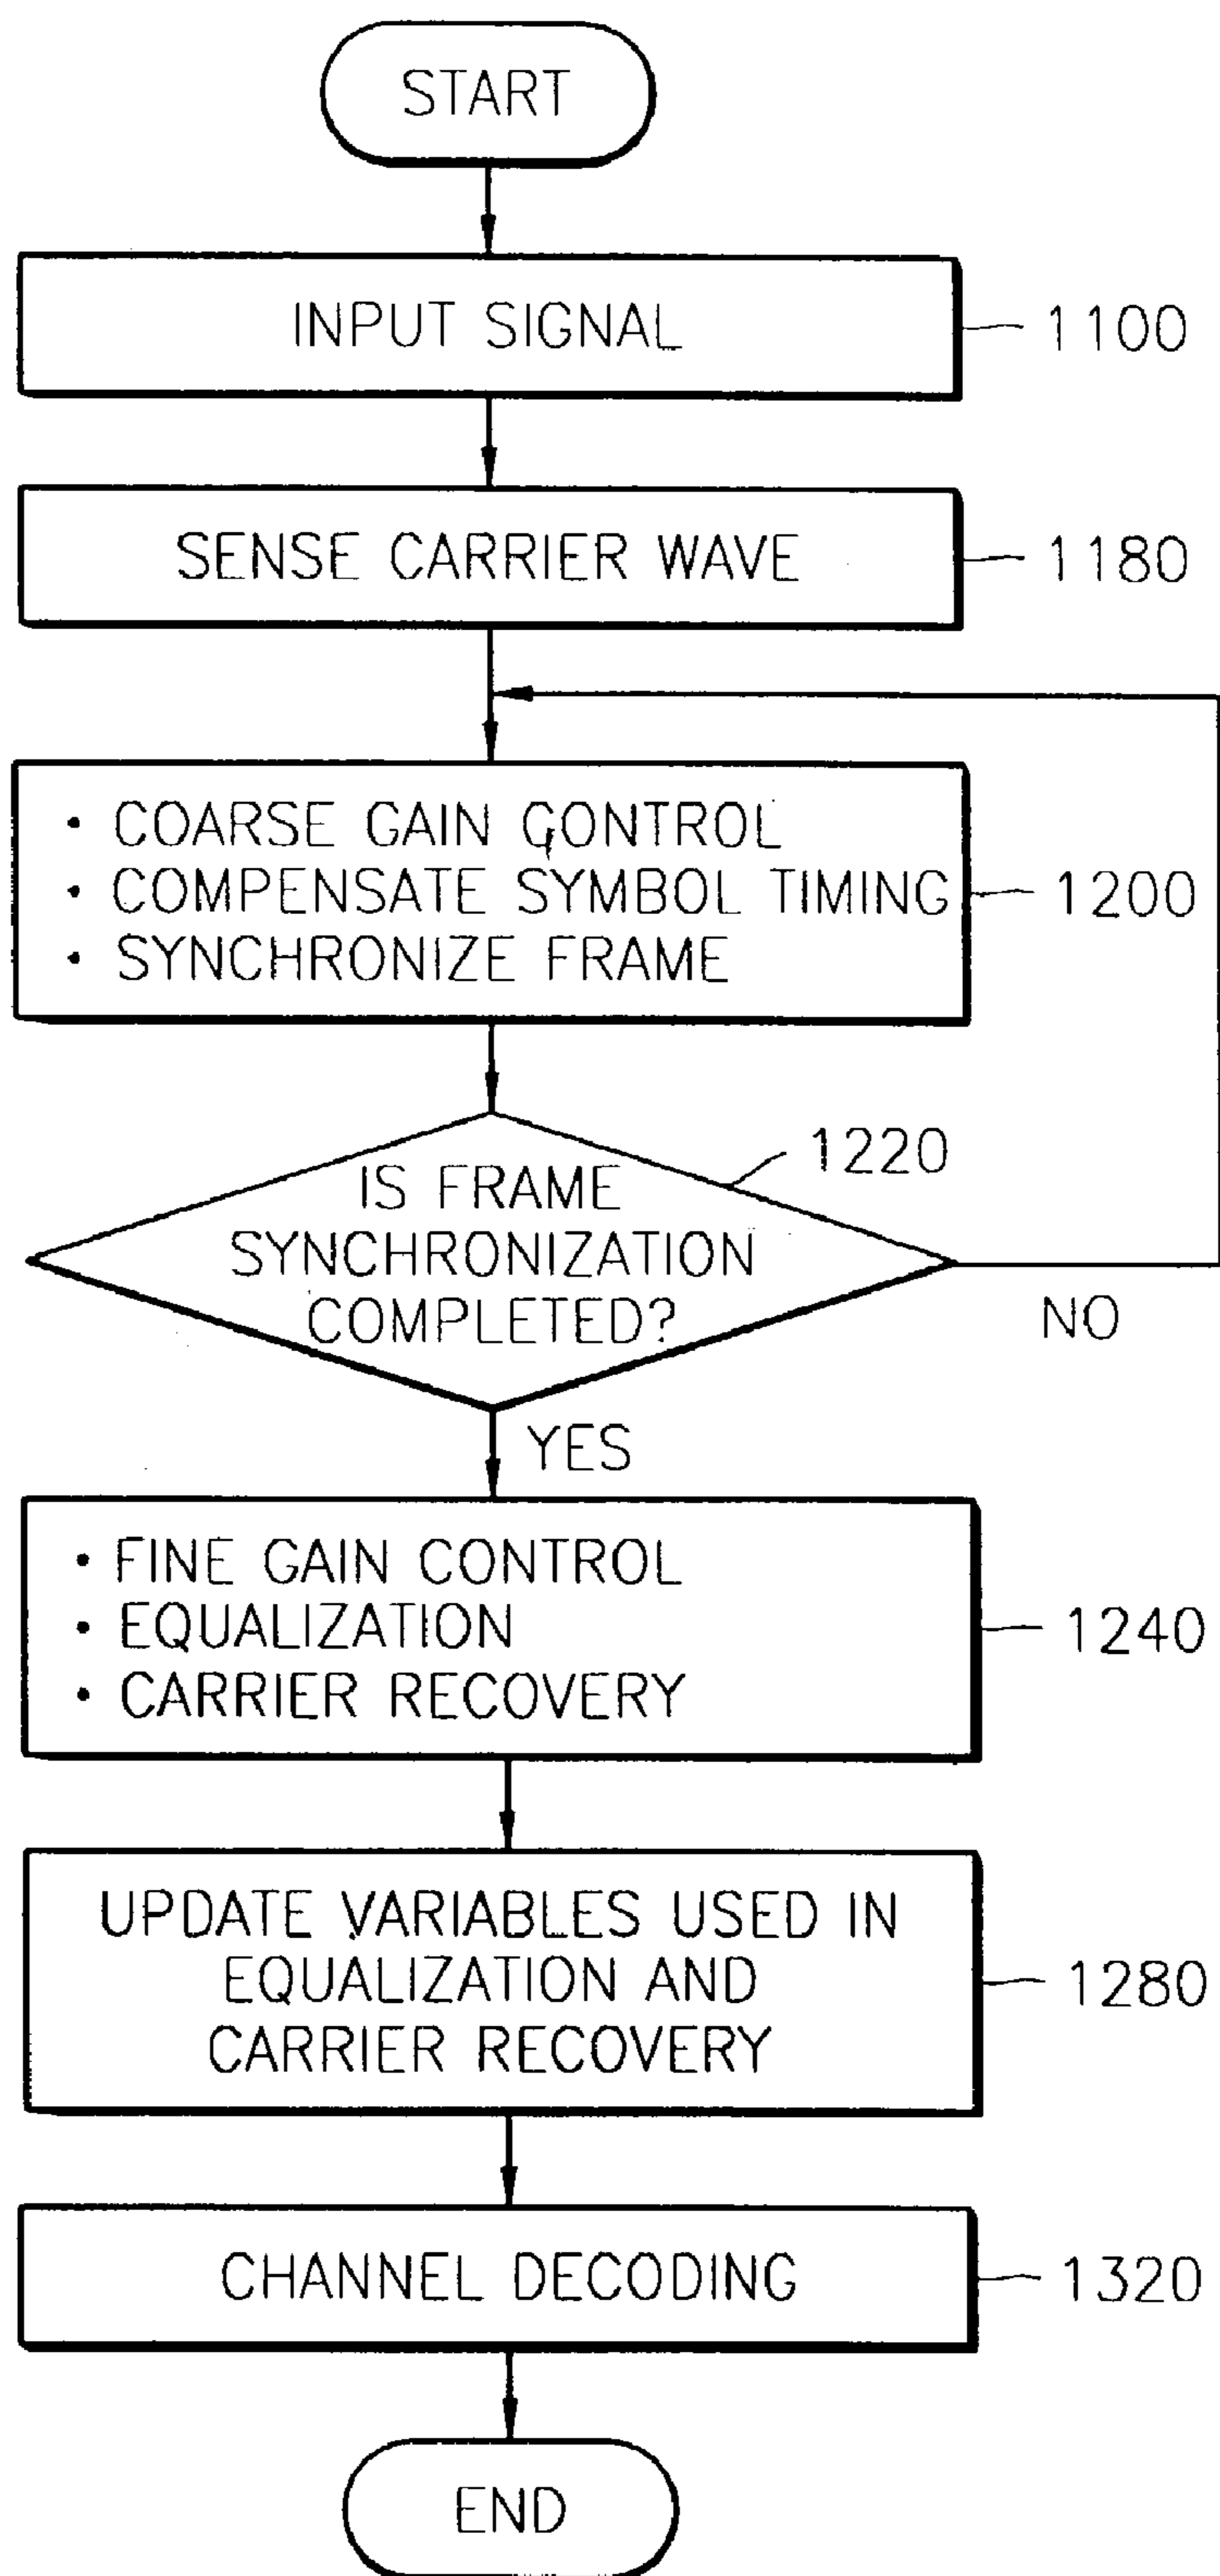 START
INPUT SIGNAL
1100
SENSE CARRIER WAVE
1180
• COARSE GAIN CONTROL
• COMPENSATE SYMBOL TIMING
• SYNCHRONIZE FRAME
1200
1220
IS FRAME
SYNCHRONIZATION
COMPLETED?
NO
YES
• FINE GAIN CONTROL
• EQUALIZATION
• CARRIER RECOVERY
1240
UPDATE VARIABLES USED IN
EQUALIZATION AND
CARRIER RECOVERY
1280
CHANNEL DECODING
1320
END